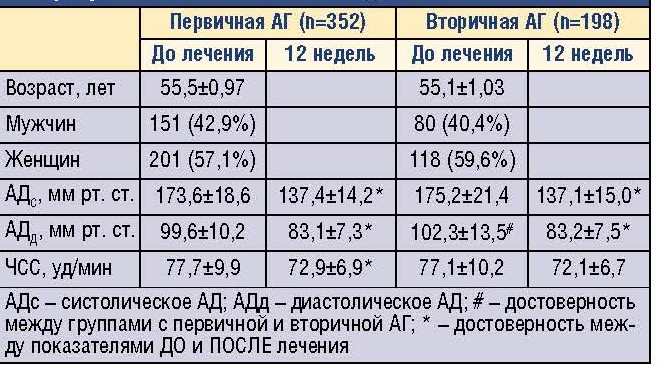 Первичная АГ (n=352) Вторичная АГ (n=198)
До лечения 12 недель До лечения 12 недель
Возраст, лет 55,5±0,97 55,1±1,03
Мужчин 151 (42,9%) 80 (40,4%)
Женщин 201 (57,1%) 118 (59,6%)
АДс, мм рт. ст. 173,6±18,6 137,4±14,2* 175,2±21,4 137,1±15,0*
АДд, мм рт. ст. 99,6±10,2 83,1±7,3* 102,3±13,5# 83,2±7,5*
ЧСС, уд/мин 77,7±9,9 72,9±6,9* 77,1±10,2 72,1±6,7
АДс – систолическое АД; АДд – диастолическое АД; # – достоверность
между группами с первичной и вторичной АГ; * – достоверность меж-
ду показателями ДО и ПОСЛЕ лечения